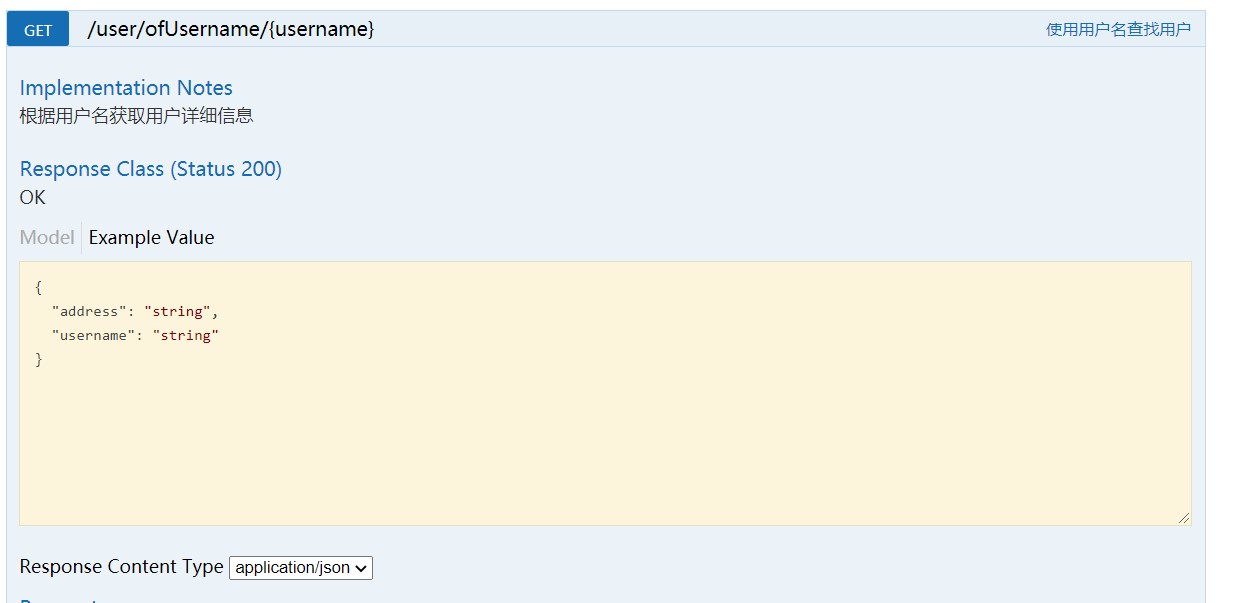 GET /user/ofUsername/{username} 使用用户名查找用户
Implementation Notes
根据用户名获取用户详细信息
Response Class (Status 200)
OK
Model Example Value
{
"address": "string",
"username": "string"
}
Response Content Type application/json